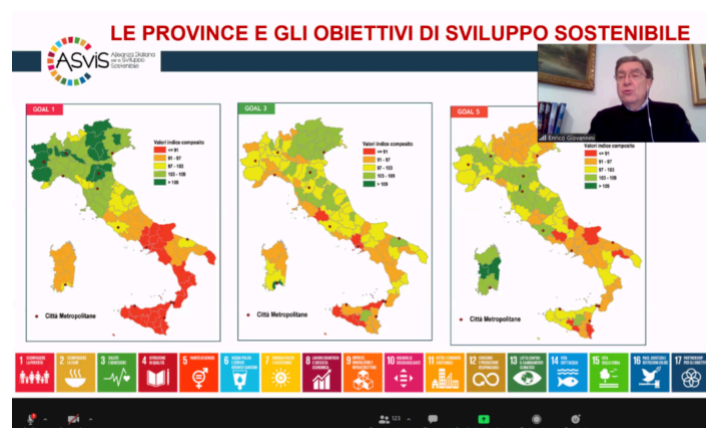 LE PROVINCE E GLI OBIETTIVI DI SVILUPPO SOSTENIBILE
ASviS
Alleanza Italiana
per lo Sviluppo
Sostenibile
Enrico Giovannini
GOAL 1
Valori indice composito
<= 91
91 - 97
97 - 103
103 - 109
> 109
Città Metropolitane
GOAL 3
Valori indice composito
<= 91
91 - 97
97 - 103
103 - 109
> 109
Città Metropolitane
GOAL 5
Valori indice composito
<= 91
91 - 97
97 - 103
103 - 109
> 109
Città Metropolitane
1
2
3
4
5
6
7
8
9
10
11
12
13
14
15
16
17
123